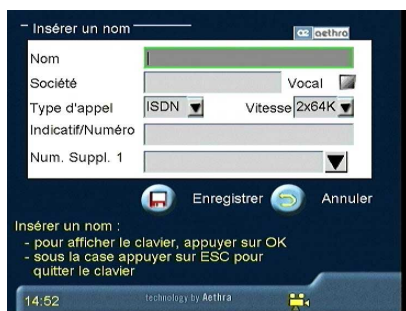 Insérer un nom
aethra
Nom
Société
Vocal
Type d'appel ISDN Vitesse 2x64K
Indicatif/Numéro
Num. Suppl. 1
Enregistrer Annuler
Insérer un nom :
- pour afficher le clavier, appuyer sur OK
- sous la case appuyer sur ESC pour
quitter le clavier
14:52 technology by Aethra